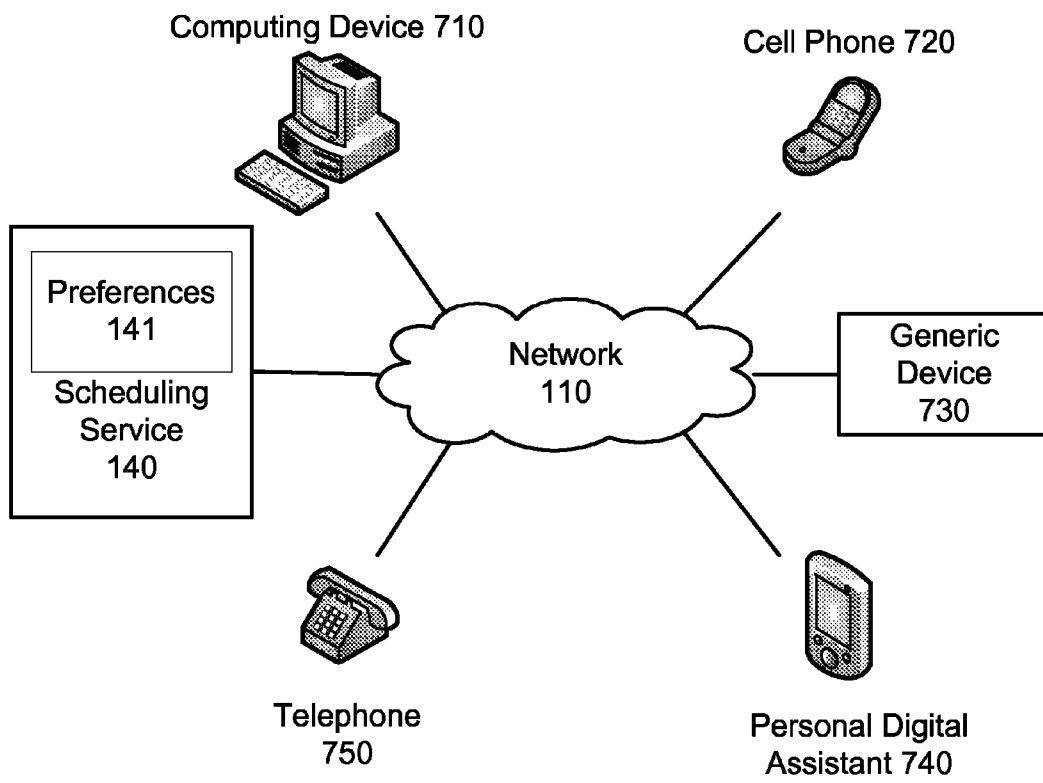 Computing Device 710
Cell Phone 720
Preferences
141
Scheduling
Service
140
Network
110
Generic
Device
730
Telephone
750
Personal Digital
Assistant 740